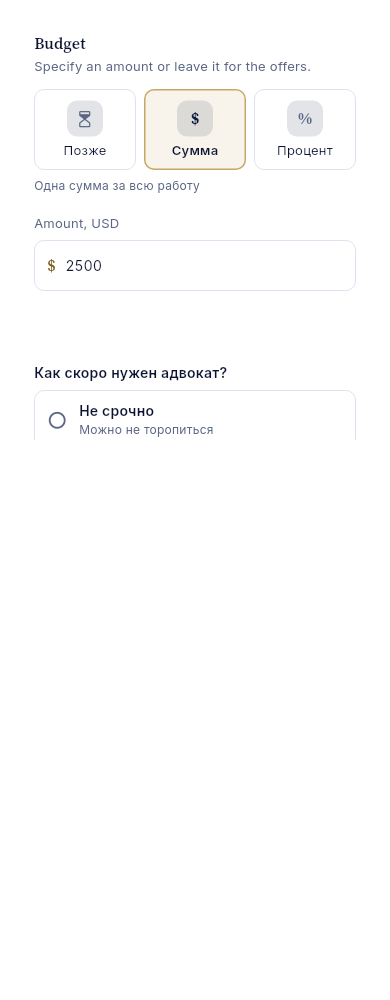 Budget
Specify an amount or leave it for the offers.
$ %
Позже Сумма Процент
Одна сумма за всю работу
Amount, USD
$ 2500
Как скоро нужен адвокат?
Не срочно
Можно не торопиться